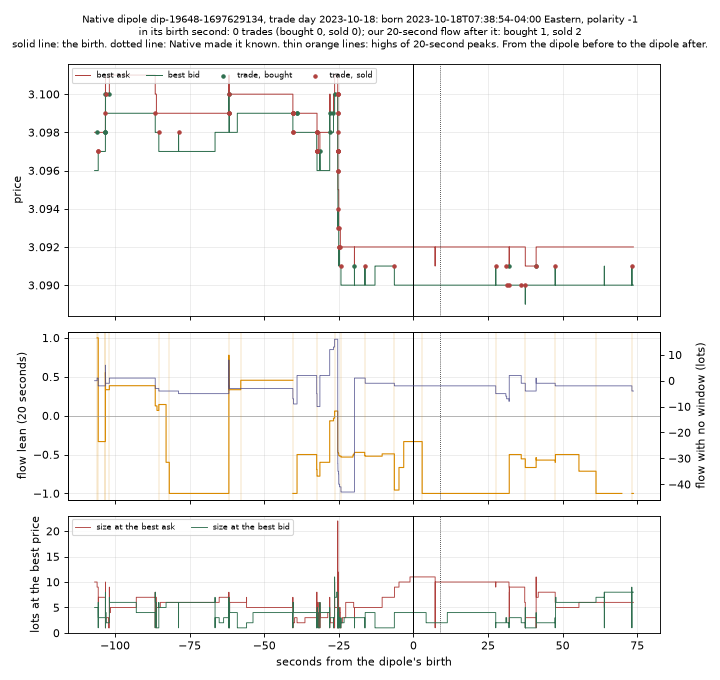 Native dipole dip-19648-1697629134, trade day 2023-10-18: born 2023-10-18T07:38:54-04:00 Eastern, polarity -1
in its birth second: 0 trades (bought 0, sold 0); our 20-second flow after it: bought 1, sold 2
solid line: the birth. dotted line: Native made it known. thin orange lines: highs of 20-second peaks. From the dipole before to the dipole after.
best ask
best bid
trade, bought
trade, sold
3.100
3.098
3.096
3.094
3.092
3.090
price
1.0
0.5
0.0
−0.5
−1.0
flow lean (20 seconds)
10
0
−10
−20
−30
−40
flow with no window (lots)
size at the best ask
size at the best bid
20
15
10
5
0
lots at the best price
−100
−75
−50
−25
0
25
50
75
seconds from the dipole's birth